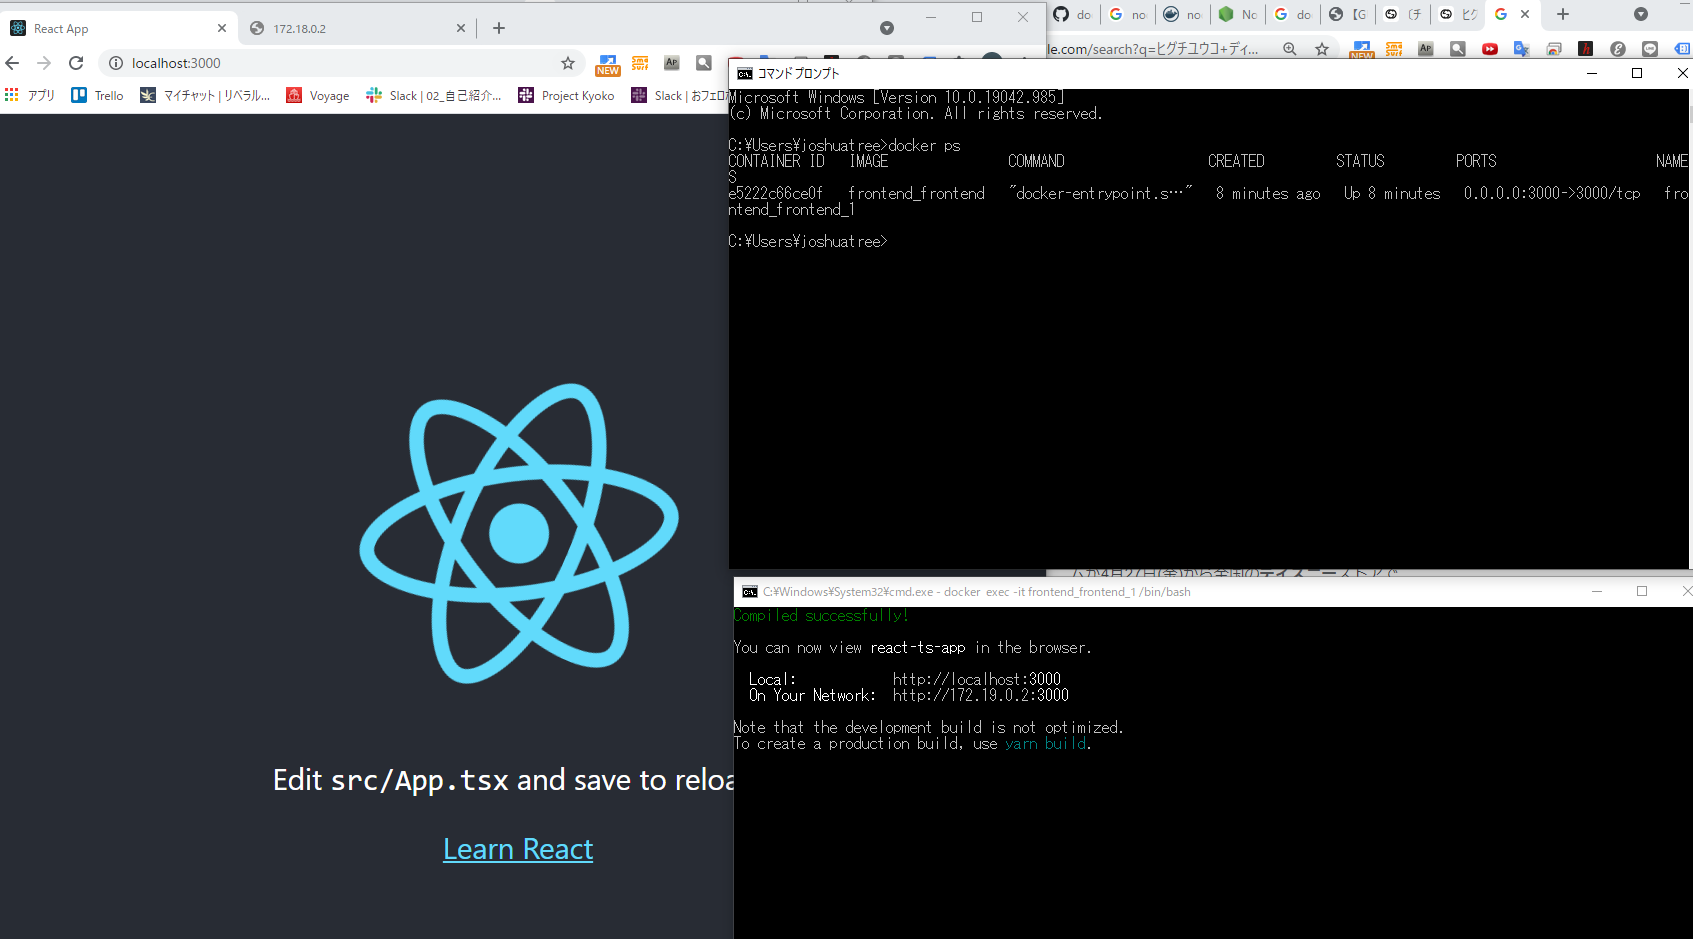 React App
172.18.0.2
localhost:3000
NEW
AP
アプリ
Trello
マイチャット | リベラル...
Voyage
Slack | 02_自己紹介...
Project Kyoko
Slack | おフェロ
Edit src/App.tsx and save to reloa
Learn React
do
no
no
No
do
【G
(チ
ヒグ
le.com/search?q=ヒグチユウコ+ディ...
NEW
AP
コマンド プロンプト
Microsoft Windows [Version 10.0.19042.985]
(c) Microsoft Corporation. All rights reserved.
C:¥Users¥joshuatree>docker ps
CONTAINER ID IMAGE COMMAND CREATED STATUS PORTS NAME
S
e5222c66ce0f frontend_frontend "docker-entrypoint.s…" 8 minutes ago Up 8 minutes 0.0.0.0:3000->3000/tcp fro
ntend_frontend_1
C:¥Users¥joshuatree>
C:¥Windows¥System32¥cmd.exe - docker exec -it frontend_frontend_1 /bin/bash
Compiled successfully!
You can now view react-ts-app in the browser.
Local: http://localhost:3000
On Your Network: http://172.19.0.2:3000
Note that the development build is not optimized.
To create a production build, use yarn build.